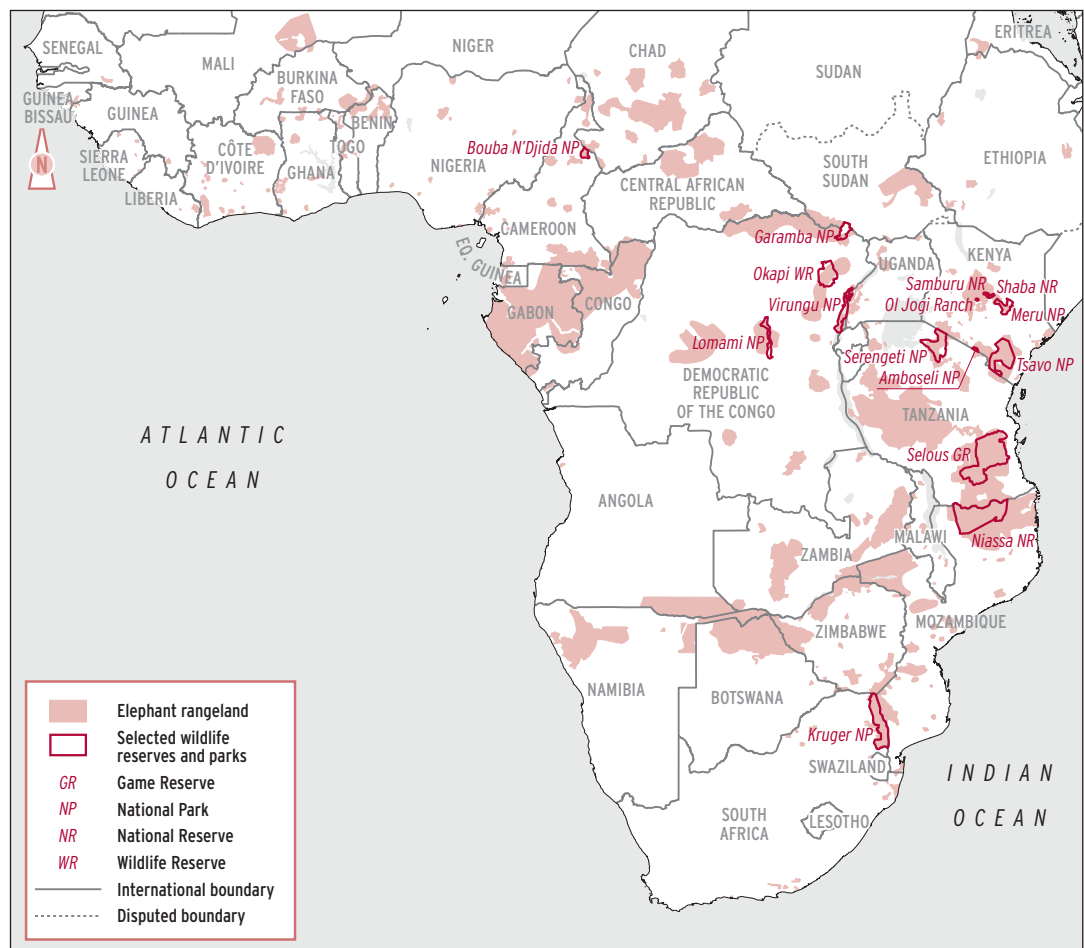 SENEGAL
MALI
NIGER
CHAD
SUDAN
ERITREA
GUINEA
BISSAU
GUINEA
BURKINA
FASO
BENIN
TOGO
SIERRA
LEONE
LIBERIA
CÔTE
D'IVOIRE
GHANA
NIGERIA
Bouba N'Djida NP
CENTRAL AFRICAN
REPUBLIC
SOUTH
SUDAN
ETHIOPIA
N
CAMEROON
EQ. GUINEA
GABON
CONGO
Garamba NP
Okapi WR
Virungu NP
Lomami NP
UGANDA
KENYA
Samburu NR
Shaba NR
Ol Jogi Ranch
Meru NP
Serengeti NP
Amboseli NP
Tsavo NP
DEMOCRATIC
REPUBLIC
OF THE CONGO
TANZANIA
Selous GR
ATLANTIC
OCEAN
ANGOLA
ZAMBIA
MALAWI
Niassa NR
MOZAMBIQUE
ZIMBABWE
NAMIBIA
BOTSWANA
Kruger NP
SWAZILAND
SOUTH
AFRICA
LESOTHO
INDIAN
OCEAN
Elephant rangeland
Selected wildlife
reserves and parks
GR Game Reserve
NP National Park
NR National Reserve
WR Wildlife Reserve
International boundary
Disputed boundary